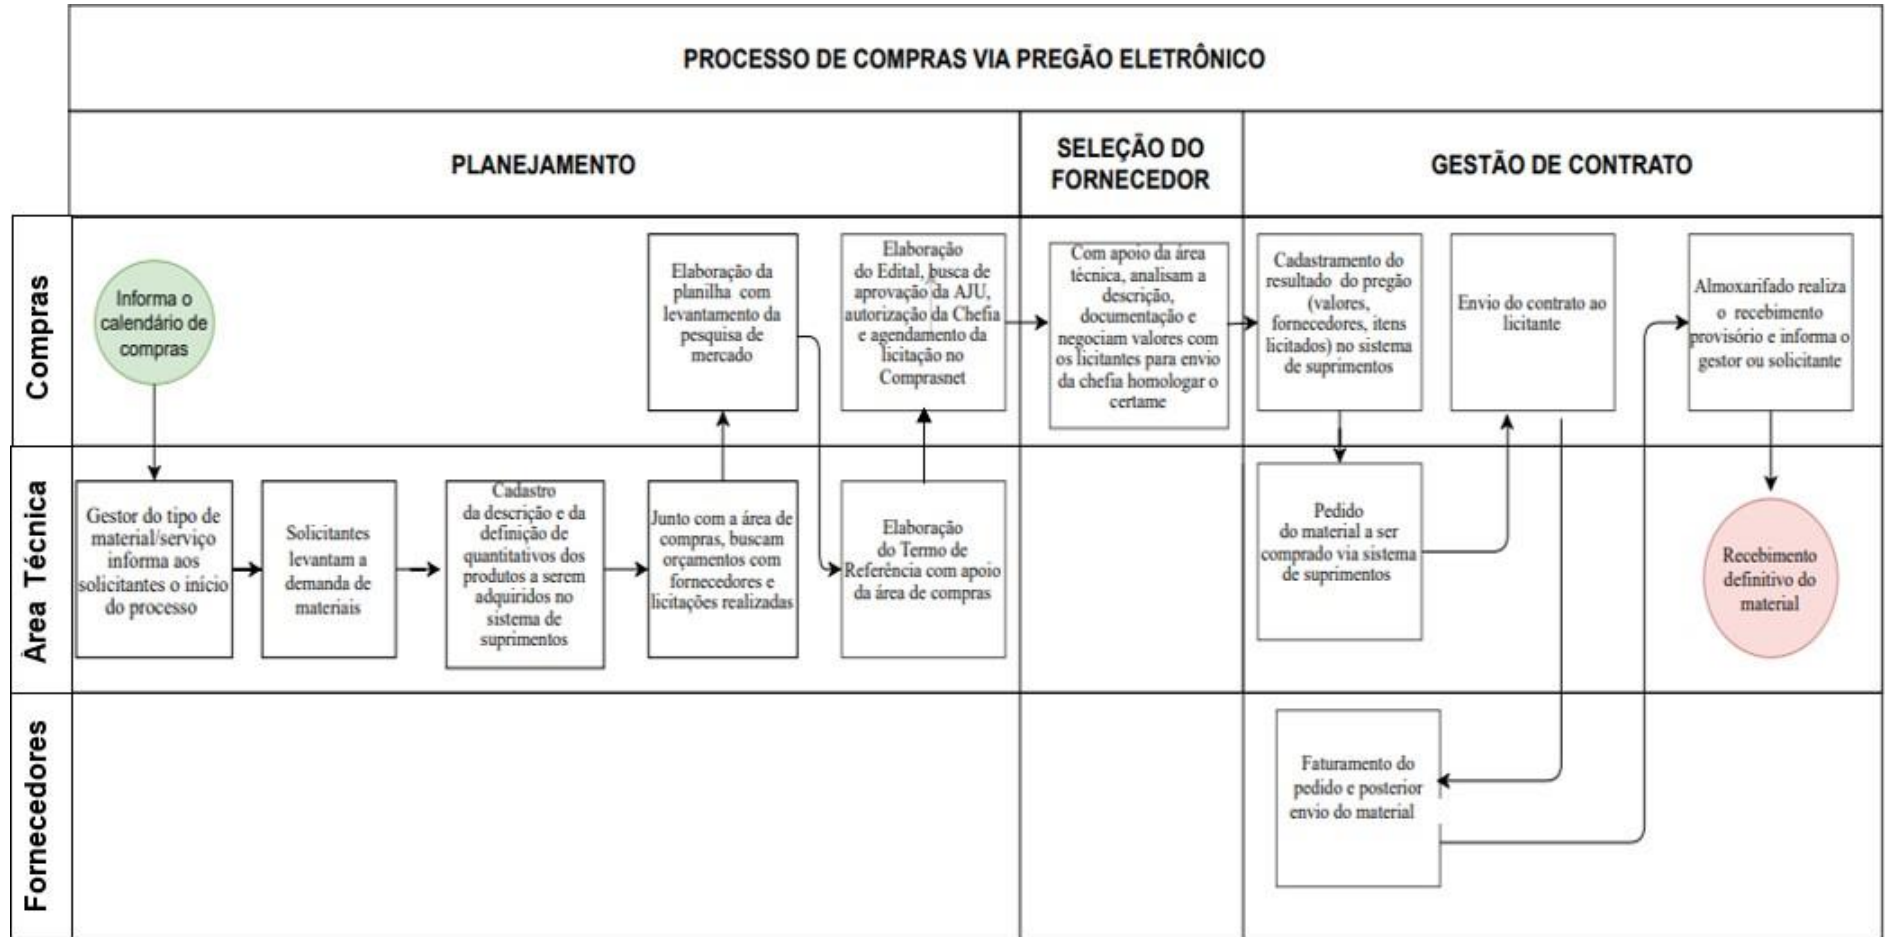 PROCESSO DE COMPRAS VIA PREGÃO ELETRÔNICO
PLANEJAMENTO
SELEÇÃO DO
FORNECEDOR
GESTÃO DE CONTRATO
Compras
Informa o
calendário de
compras
Elaboração da
planilha com
levantamento da
pesquisa de
mercado
Elaboração
do Edital, busca de
aprovação da AJU,
autorização da Chefia
e agendamento da
licitação no
Comprasnet
Com apoio da área
técnica, analisam a
descrição,
documentação e
negociam valores com
os licitantes para envio
da chefia homologar o
certame
Cadastramento do
resultado do pregão
(valores,
fornecedores, itens
licitados) no sistema
de suprimentos
Envio do contrato ao
licitante
Almoxarifado realiza
o recebimento
provisório e informa o
gestor ou solicitante
Àrea Técnica
Gestor do tipo de
material/serviço
informa aos
solicitantes o início
do processo
Solicitantes
levantam a
demanda de
materiais
Cadastro
da descrição e da
definição de
quantitativos dos
produtos a serem
adquiridos no
sistema de
suprimentos
Junto com a área de
compras, buscam
orçamentos com
fornecedores e
licitações realizadas
Elaboração
do Termo de
Referência com apoio
da área de compras
Pedido
do material a ser
comprado via sistema
de suprimentos
Recebimento
definitivo do
material
Fornecedores
Faturamento do
pedido e posterior
envio do material